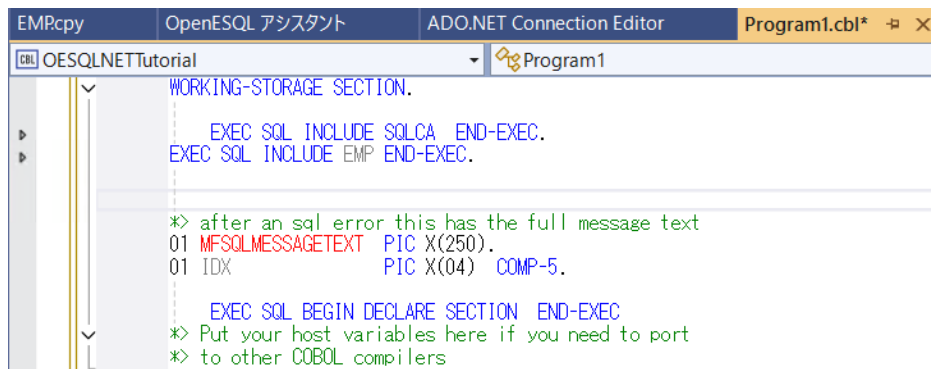 EMP.cpy OpenESQL アシスタント ADO.NET Connection Editor Program1.cbl*
CBL OESQLNETTutorial Program1
WORKING-STORAGE SECTION.
EXEC SQL INCLUDE SQLCA END-EXEC.
EXEC SQL INCLUDE EMP END-EXEC.
*> after an sql error this has the full message text
01 MFSQLMESSAGETEXT PIC X(250).
01 IDX PIC X(04) COMP-5.
EXEC SQL BEGIN DECLARE SECTION END-EXEC
*> Put your host variables here if you need to port
*> to other COBOL compilers